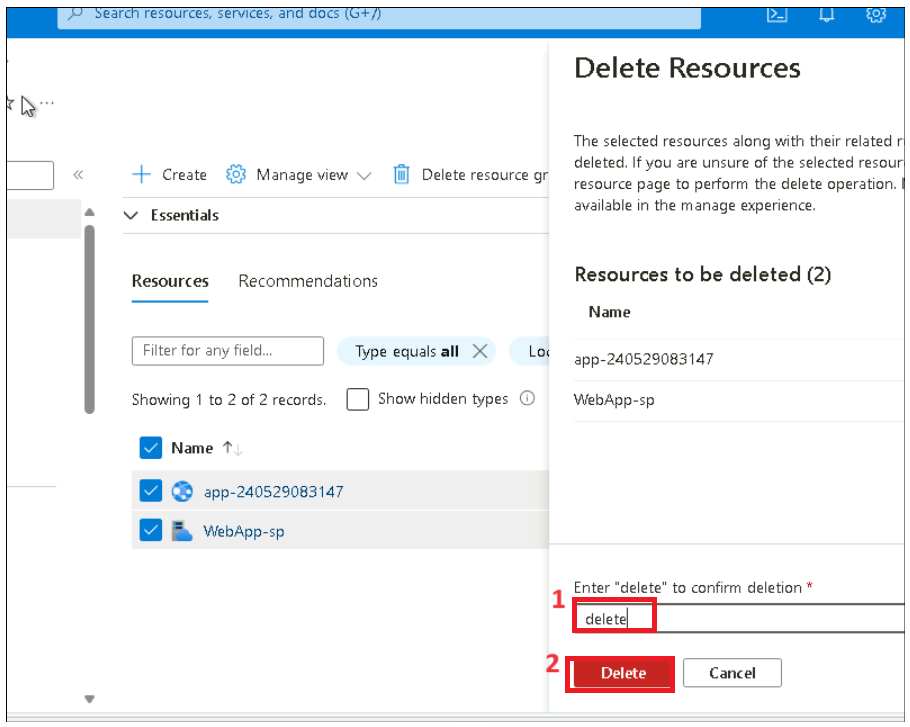 Search resources, services, and docs (G+/)
Delete Resources
The selected resources along with their related r
deleted. If you are unsure of the selected resour
resource page to perform the delete operation.
available in the manage experience.
Create Manage view Delete resource gr
Essentials
Resources Recommendations
Filter for any field...
Type equals all
Loc
Showing 1 to 2 of 2 records. Show hidden types
Name ↑↓
app-240529083147
WebApp-sp
Resources to be deleted (2)
Name
app-240529083147
WebApp-sp
Enter "delete" to confirm deletion *
1
delete
2
Delete Cancel